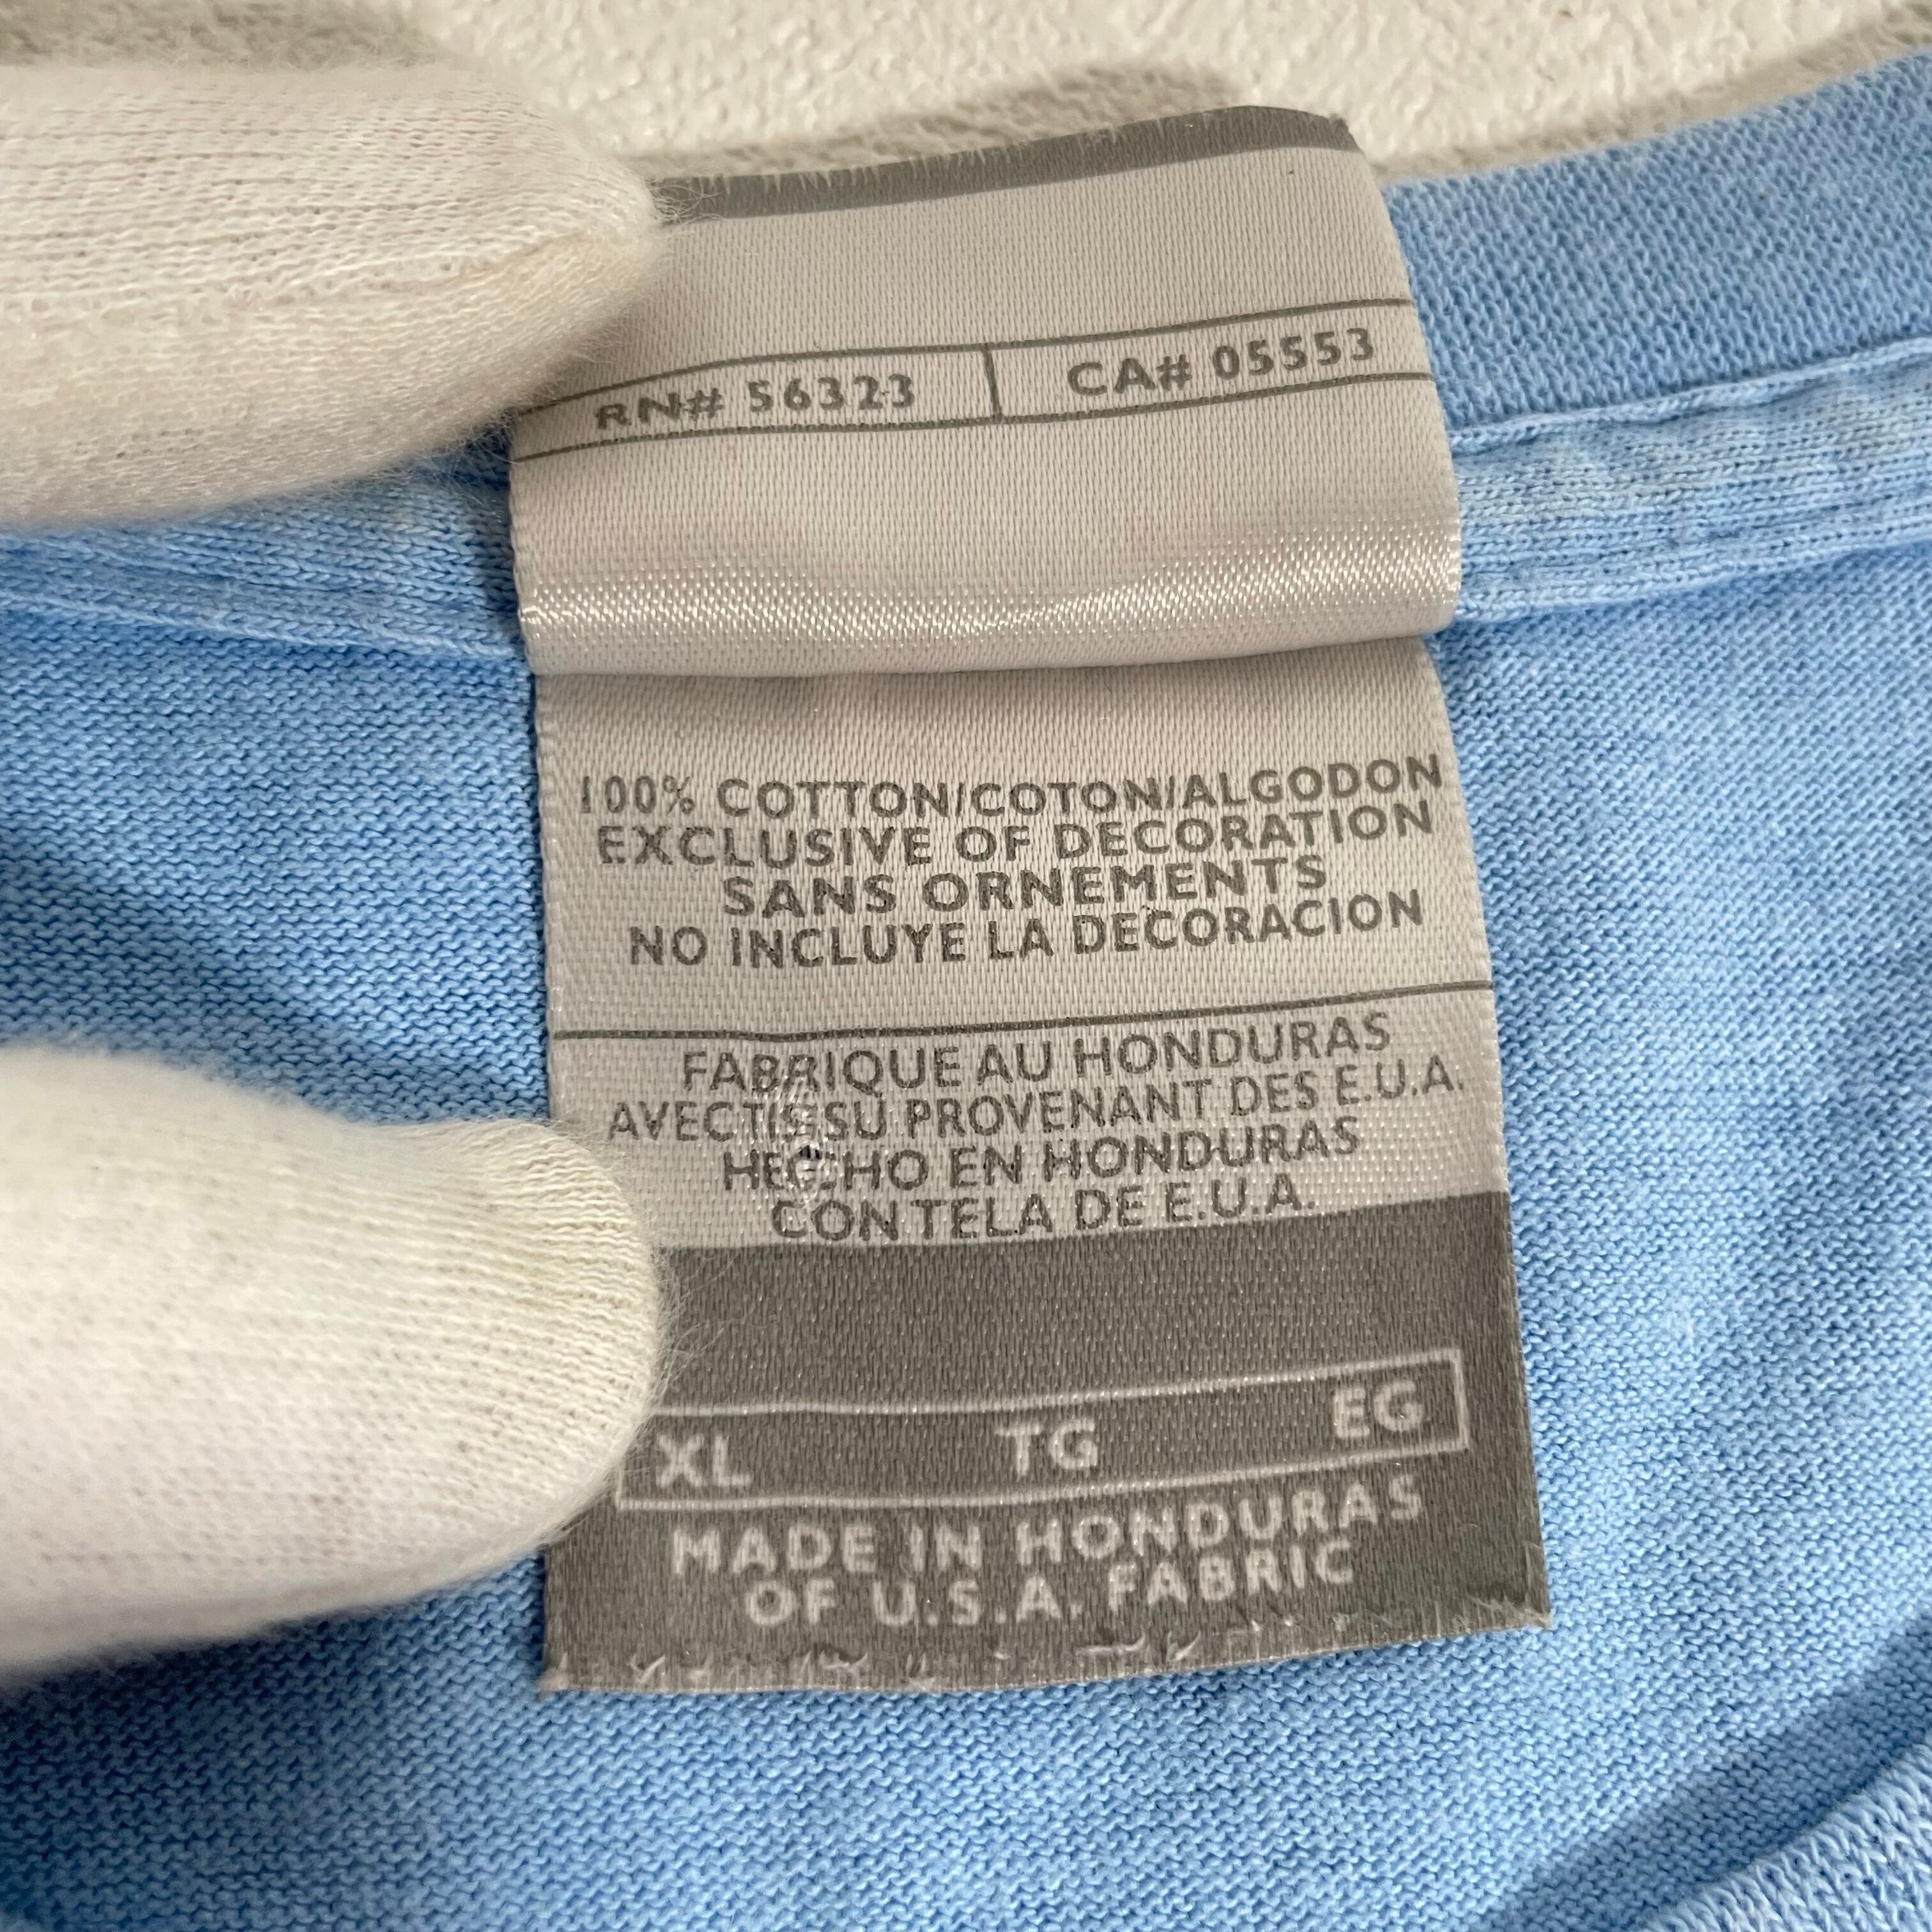 RN# 56323 CA# 05553
100% COTTON/COTON/ALGODON
EXCLUSIVE OF DECORATION
SANS ORNEMENTS
NO INCLUYE LA DECORACION
FABRIQUE AU HONDURAS
AVEC TISSU PROVENANT DES E.U.A.
HECHO EN HONDURAS
CON TELA DE E.U.A.
XL TG EG
MADE IN HONDURAS
OF U.S.A. FABRIC